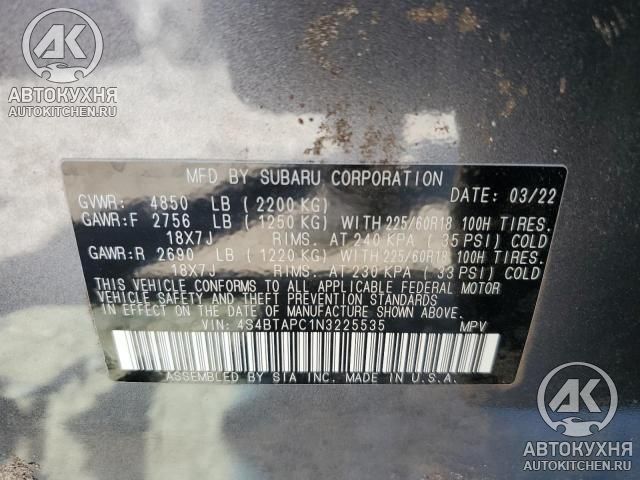 АК
АВТОКУХНЯ
AUTOKITCHEN.RU
MFD BY SUBARU CORPORATION
GVWR: 4850 LB (2200 KG) DATE: 03/22
GAWR:F 2756 LB (1250 KG) WITH 225/60R18 100H TIRES.
18X7J RIMS. AT 240 KPA (35 PSI) COLD
GAWR:R 2690 LB (1220 KG) WITH 225/60R18 100H TIRES.
18X7J RIMS. AT 230 KPA (33 PSI) COLD
THIS VEHICLE CONFORMS TO ALL APPLICABLE FEDERAL MOTOR
VEHICLE SAFETY AND THEFT PREVENTION STANDARDS
IN EFFECT ON THE DATE OF MANUFACTURE SHOWN ABOVE.
VIN: 4S4BTAPC1N3225535 MPV
ASSEMBLED BY SIA INC. MADE IN U.S.A.
АК
АВТОКУХНЯ
AUTOKITCHEN.RU